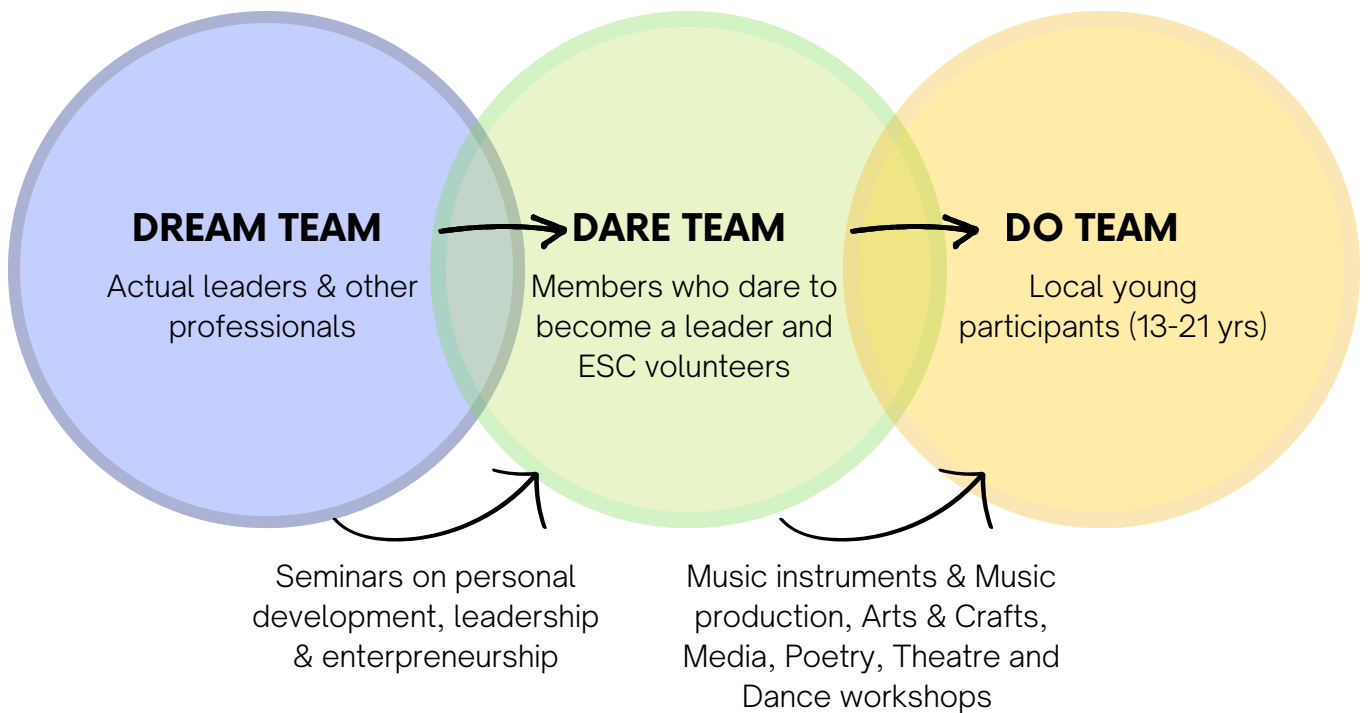 DREAM TEAM
Actual leaders & other
professionals
DARE TEAM
Members who dare to
become a leader and
ESC volunteers
DO TEAM
Local young
participants (13-21 yrs)
Seminars on personal
development, leadership
& enterpreneurship
Music instruments & Music
production, Arts & Crafts,
Media, Poetry, Theatre and
Dance workshops